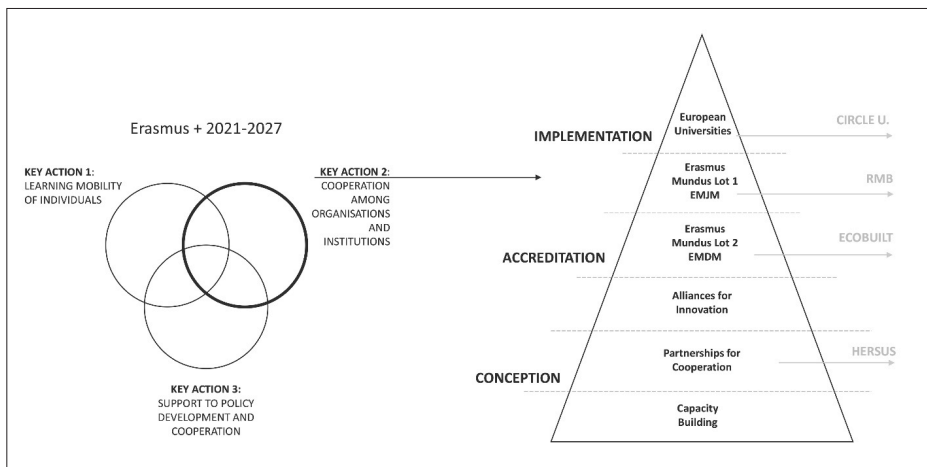 Erasmus + 2021-2027
KEY ACTION 1:
LEARNING MOBILITY
OF INDIVIDUALS
KEY ACTION 2:
COOPERATION
AMONG
ORGANISATIONS
AND
INSTITUTIONS
KEY ACTION 3:
SUPPORT TO POLICY
DEVELOPMENT AND
COOPERATION
IMPLEMENTATION
European
Universities
CIRCLE U.
Erasmus
Mundus Lot 1
EMJM
RMB
ACCREDITATION
Erasmus
Mundus Lot 2
EMDM
ECOBUILT
Alliances for
Innovation
CONCEPTION
Partnerships for
Cooperation
HERSUS
Capacity
Building